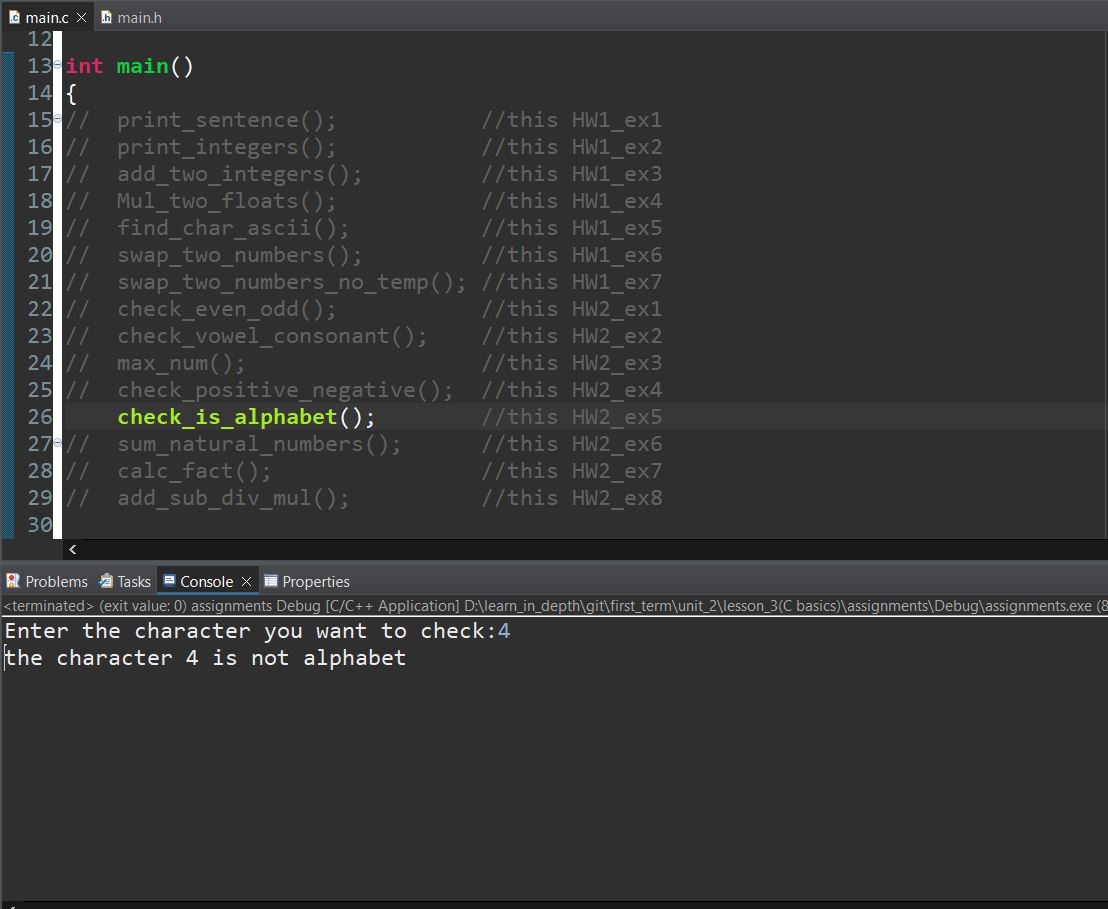 main.c main.h
12
13 int main()
14 {
15 // print_sentence(); //this HW1_ex1
16 // print_integers(); //this HW1_ex2
17 // add_two_integers(); //this HW1_ex3
18 // Mul_two_floats(); //this HW1_ex4
19 // find_char_ascii(); //this HW1_ex5
20 // swap_two_numbers(); //this HW1_ex6
21 // swap_two_numbers_no_temp(); //this HW1_ex7
22 // check_even_odd(); //this HW2_ex1
23 // check_vowel_consonant(); //this HW2_ex2
24 // max_num(); //this HW2_ex3
25 // check_positive_negative(); //this HW2_ex4
26 check_is_alphabet(); //this HW2_ex5
27 // sum_natural_numbers(); //this HW2_ex6
28 // calc_fact(); //this HW2_ex7
29 // add_sub_div_mul(); //this HW2_ex8
30
Problems Tasks Console Properties
<terminated> (exit value: 0) assignments Debug [C/C++ Application] D:\learn_in_depth\git\first_term\unit_2\lesson_3(C basics)\assignments\Debug\assignments.exe (8
Enter the character you want to check:4
the character 4 is not alphabet